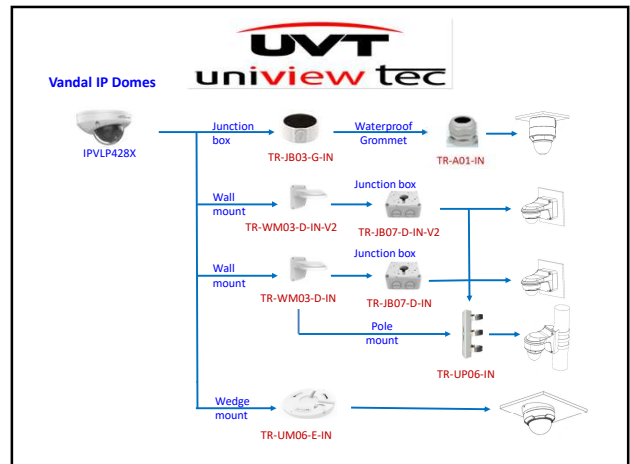 UVT
uniview tec
Vandal IP Domes
IPVLP428X
Junction
box
TR-JB03-G-IN
Waterproof
Grommet
TR-A01-IN
Wall
mount
TR-WM03-D-IN-V2
Junction box
TR-JB07-D-IN-V2
Wall
mount
TR-WM03-D-IN
Junction box
TR-JB07-D-IN
Pole
mount
TR-UP06-IN
Wedge
mount
TR-UM06-E-IN